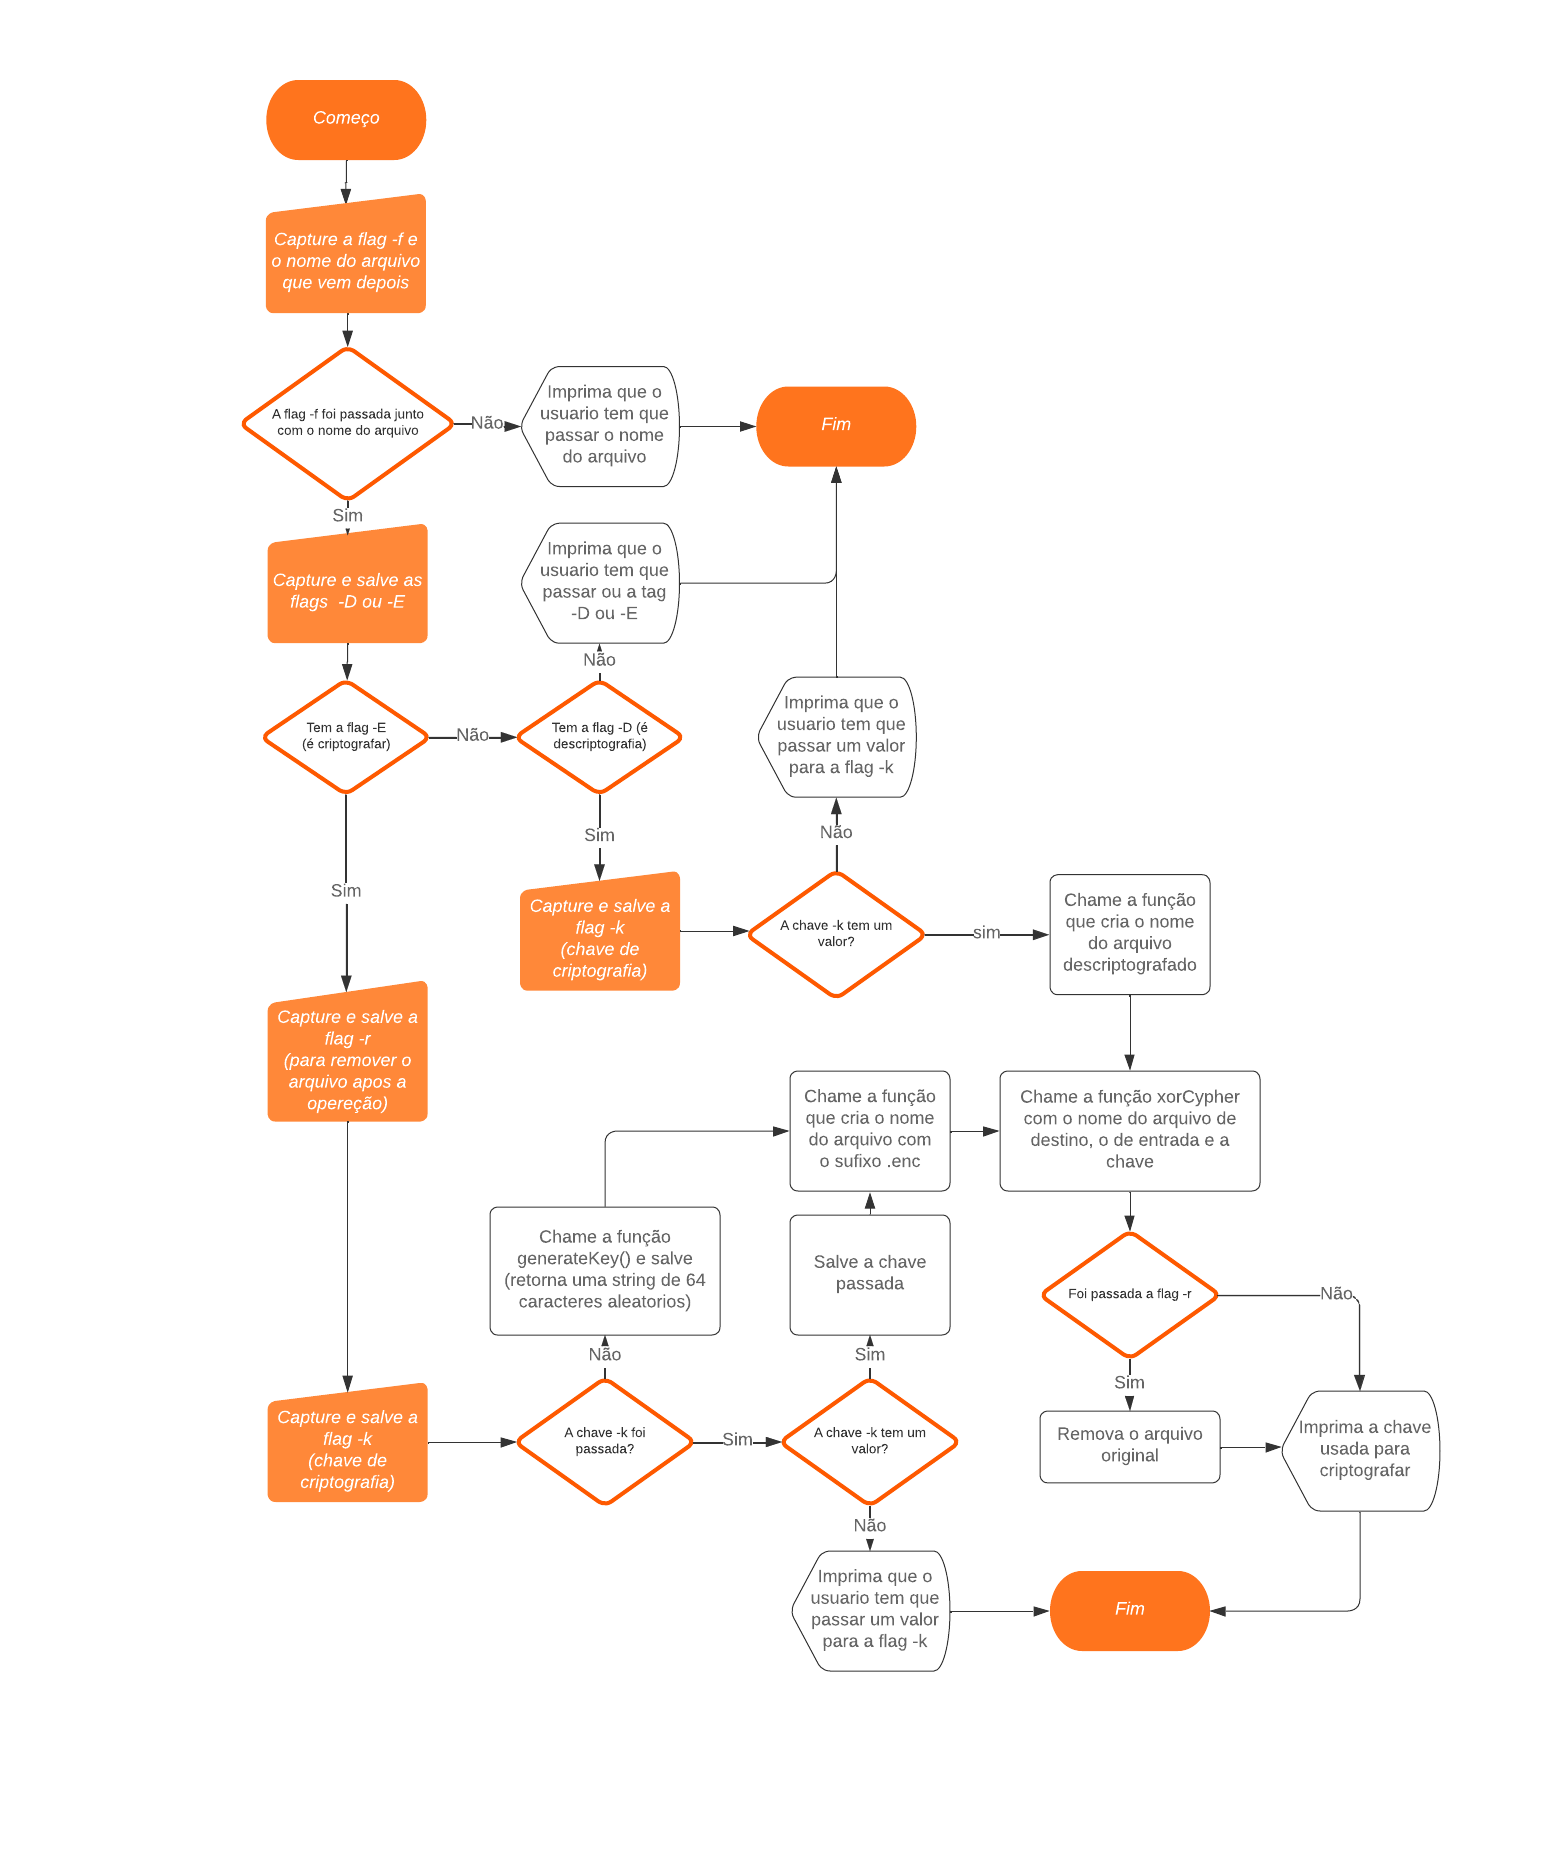 Começo
Capture a flag -f e
o nome do arquivo
que vem depois
A flag -f foi passada junto
com o nome do arquivo
Não
Imprima que o
usuario tem que
passar o nome
do arquivo
Fim
Sim
Capture e salve as
flags  -D ou -E
Imprima que o
usuario tem que
passar ou a tag
-D ou -E
Não
Tem a flag -E
(é criptografar)
Não
Tem a flag -D (é
descriptografia)
Imprima que o
usuario tem que
passar um valor
para a flag -k
Não
Sim
Sim
Capture e salve a
flag -k
(chave de
criptografia)
A chave -k tem um
valor?
sim
Chame a função
que cria o nome
do arquivo
descriptografado
Capture e salve a
flag -r
(para remover o
arquivo apos a
opereção)
Chame a função
que cria o nome
do arquivo com
o sufixo .enc
Chame a função xorCypher
com o nome do arquivo de
destino, o de entrada e a
chave
Chame a função
generateKey() e salve
(retorna uma string de 64
caracteres aleatorios)
Salve a chave
passada
Foi passada a flag -r
Não
Não
Sim
Sim
Capture e salve a
flag -k
(chave de
criptografia)
A chave -k foi
passada?
Sim
A chave -k tem um
valor?
Remova o arquivo
original
Imprima a chave
usada para
criptografar
Não
Imprima que o
usuario tem que
passar um valor
para a flag -k
Fim